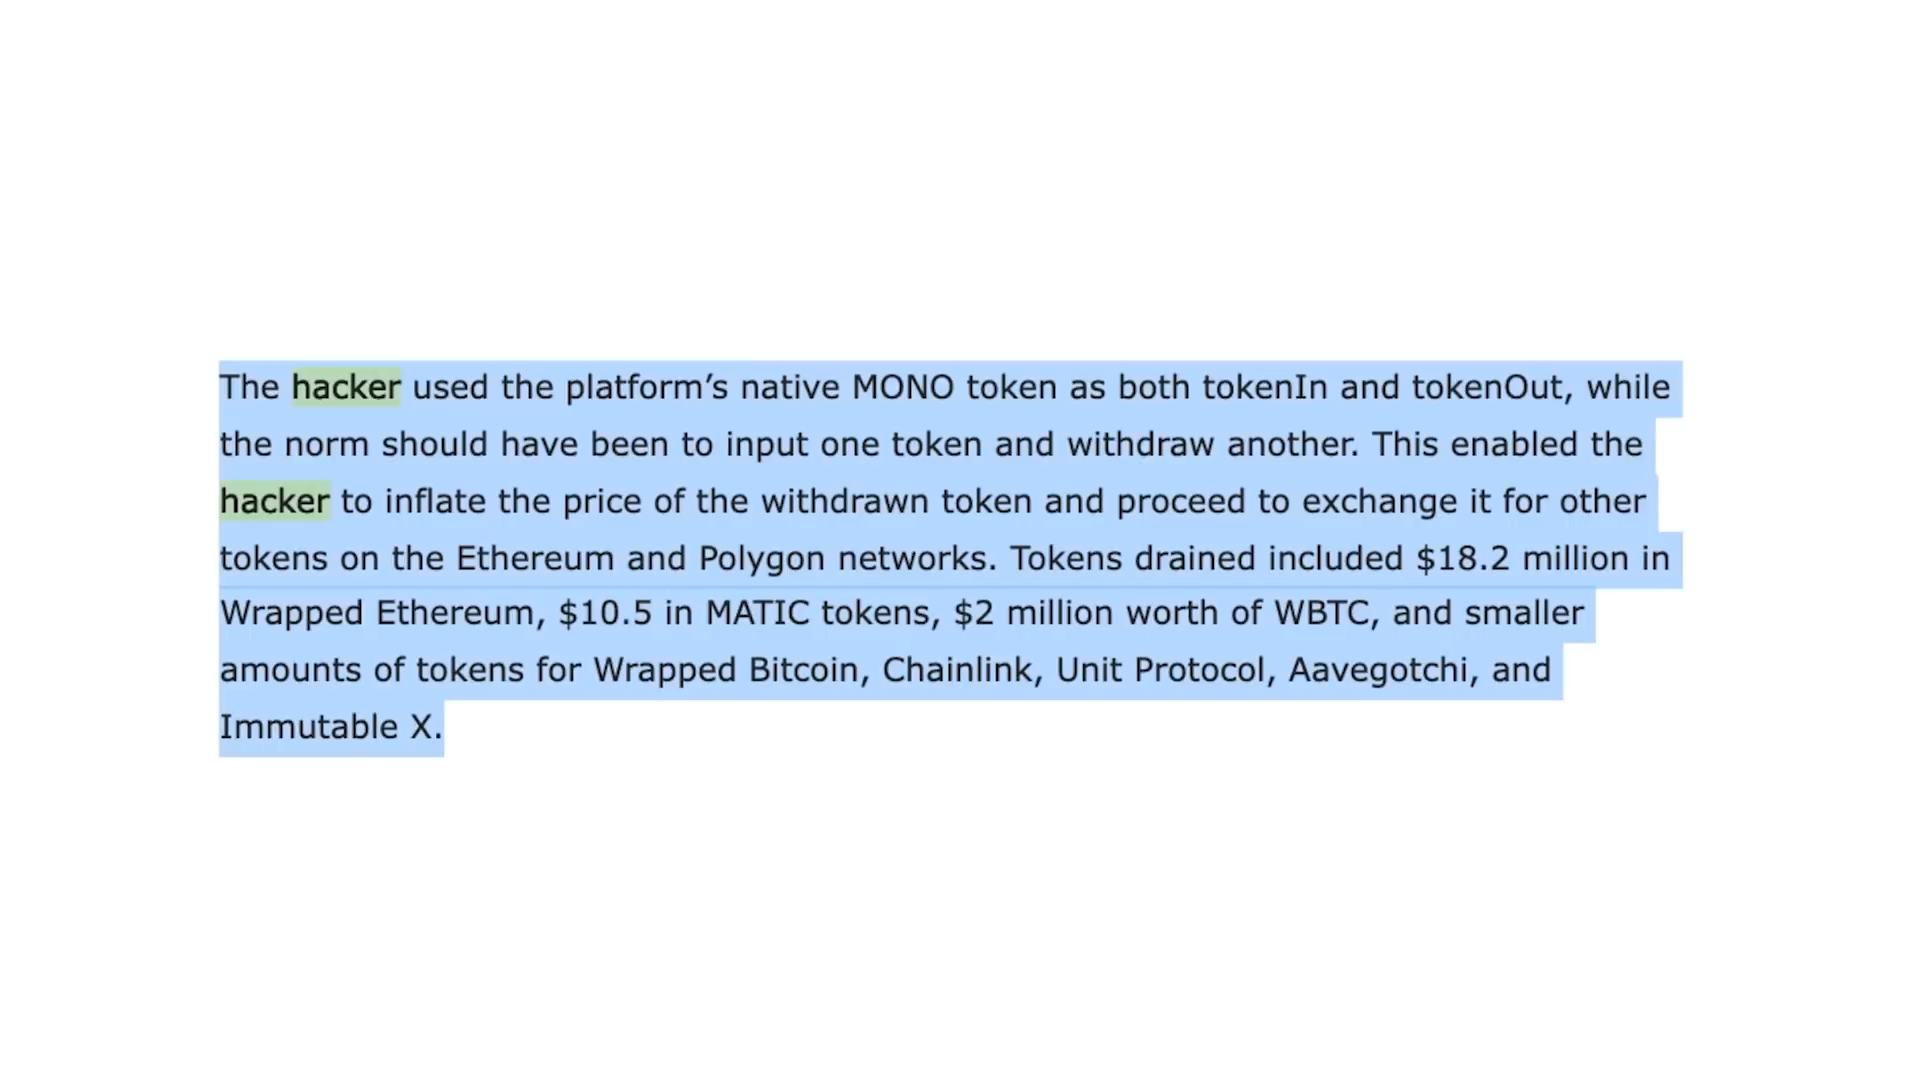 The hacker used the platform’s native MONO token as both tokenIn and tokenOut, while
the norm should have been to input one token and withdraw another. This enabled the
hacker to inflate the price of the withdrawn token and proceed to exchange it for other
tokens on the Ethereum and Polygon networks. Tokens drained included $18.2 million in
Wrapped Ethereum, $10.5 in MATIC tokens, $2 million worth of WBTC, and smaller
amounts of tokens for Wrapped Bitcoin, Chainlink, Unit Protocol, Aavegotchi, and
Immutable X.